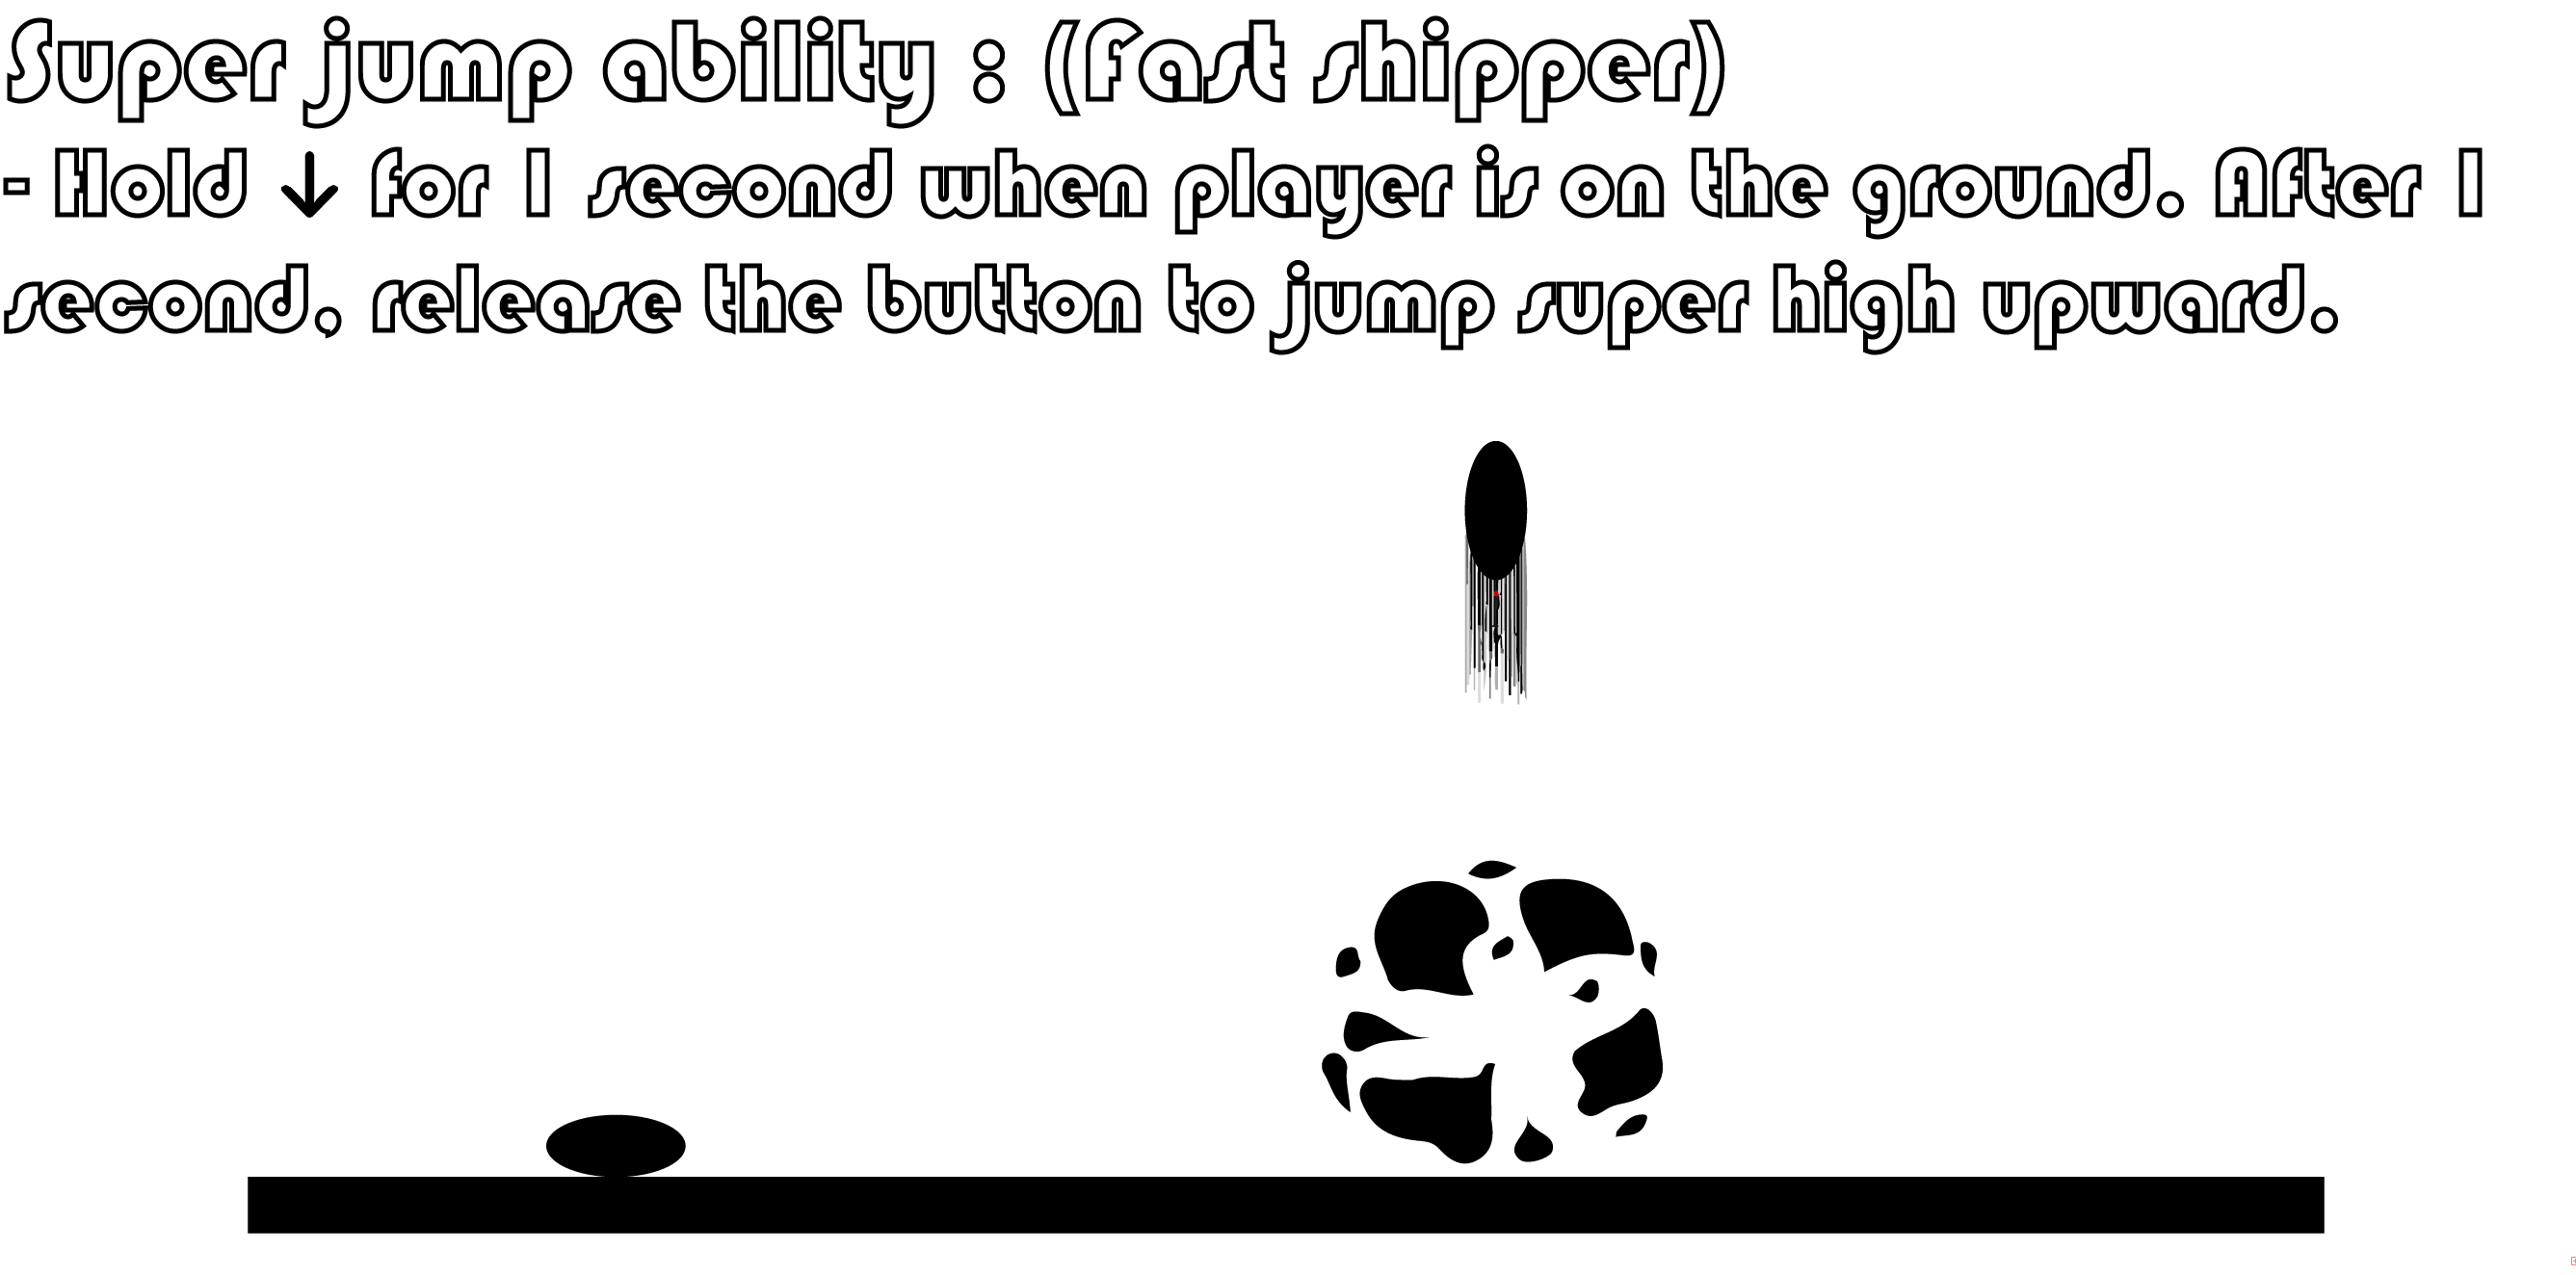 Super jump ability : (Fast shipper)
- Hold ↓ for 1 second when player is on the ground. After 1
second, release the button to jump super high upward.